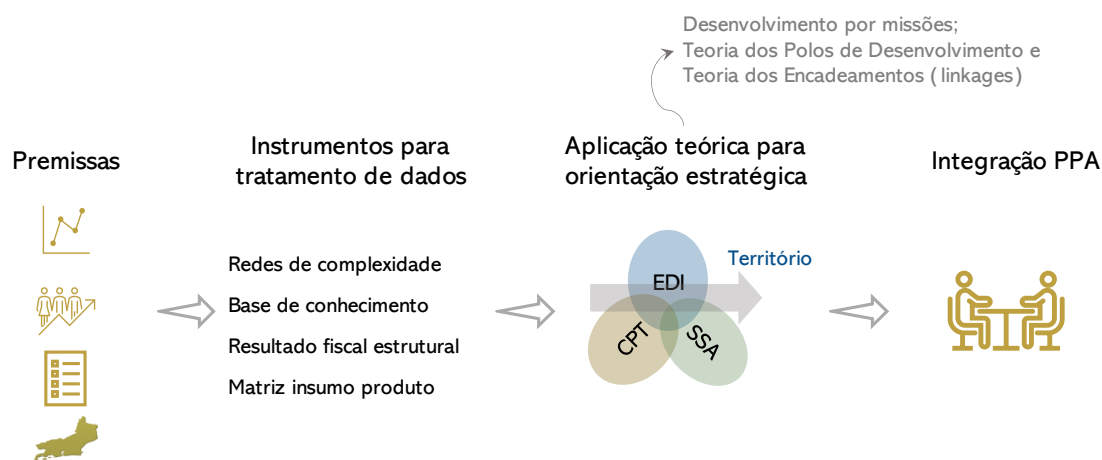 Desenvolvimento por missões;
Teoria dos Polos de Desenvolvimento e
Teoria dos Encadeamentos (linkages)
Premissas
Instrumentos para
tratamento de dados
Aplicação teórica para
orientação estratégica
Integração PPA
Redes de complexidade
Base de conhecimento
Resultado fiscal estrutural
Matriz insumo produto
Território
EDI
CPT
SSA